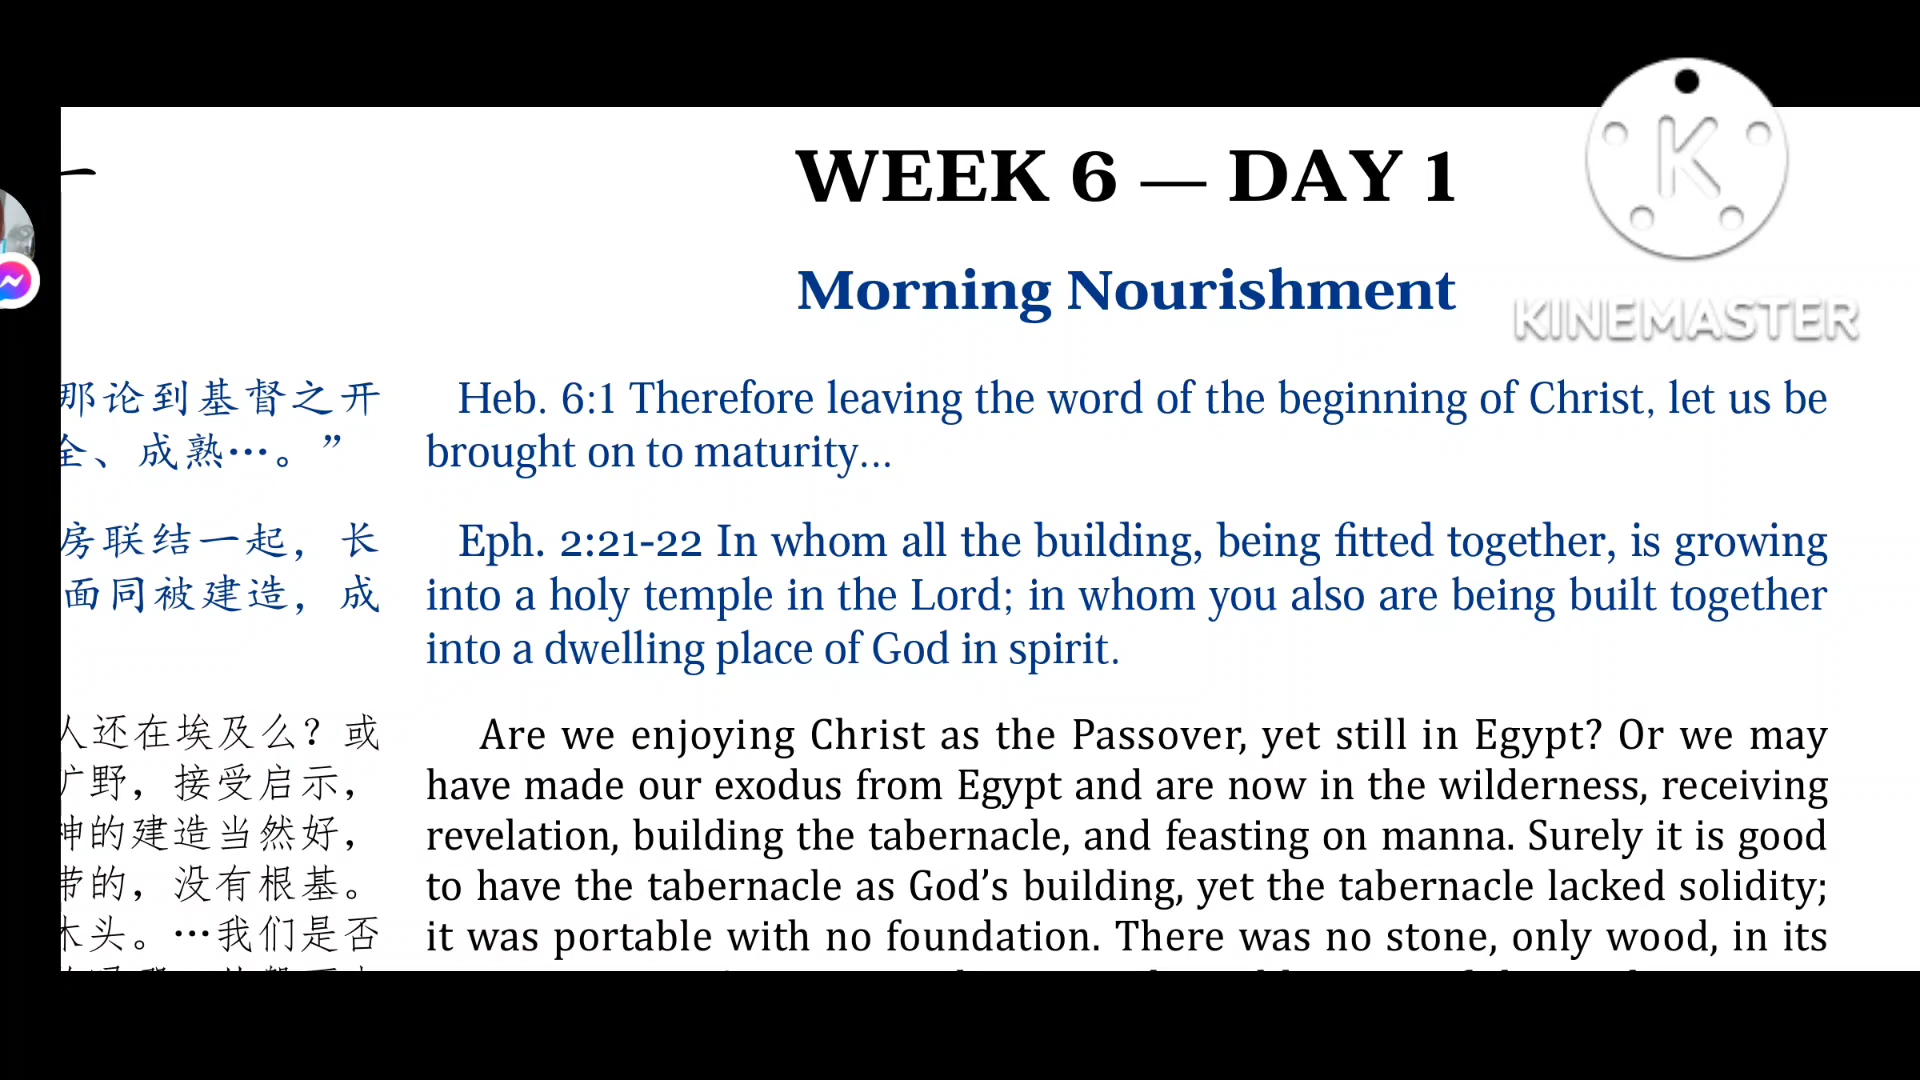 一
WEEK 6 — DAY 1
Morning Nourishment
K
KINEMASTER
那论到基督之开
全、成熟…。”
房联结一起，长
面同被建造，成
人还在埃及么？或
旷野，接受启示，
神的建造当然好，
带的，没有根基。
木头。…我们是否
Heb. 6:1 Therefore leaving the word of the beginning of Christ, let us be
brought on to maturity...
Eph. 2:21-22 In whom all the building, being fitted together, is growing
into a holy temple in the Lord; in whom you also are being built together
into a dwelling place of God in spirit.
Are we enjoying Christ as the Passover, yet still in Egypt? Or we may
have made our exodus from Egypt and are now in the wilderness, receiving
revelation, building the tabernacle, and feasting on manna. Surely it is good
to have the tabernacle as God’s building, yet the tabernacle lacked solidity;
it was portable with no foundation. There was no stone, only wood, in its